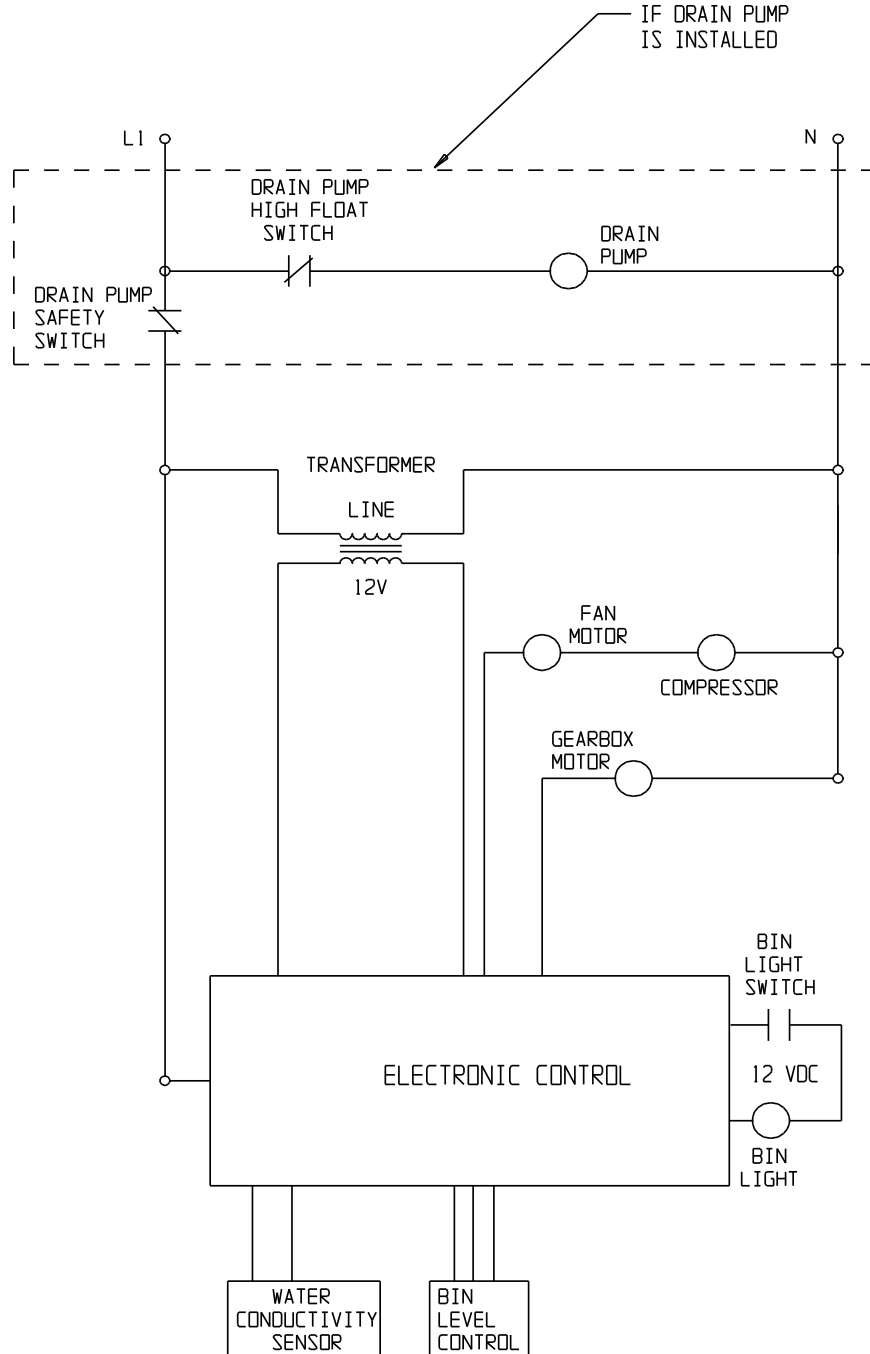 IF DRAIN PUMP
IS INSTALLED
L1
N
DRAIN PUMP
HIGH FLOAT
SWITCH
DRAIN
PUMP
DRAIN PUMP
SAFETY
SWITCH
TRANSFORMER
LINE
12V
FAN
MOTOR
COMPRESSOR
GEARBOX
MOTOR
BIN
LIGHT
SWITCH
ELECTRONIC CONTROL
12 VDC
BIN
LIGHT
WATER
CONDUCTIVITY
SENSOR
BIN
LEVEL
CONTROL